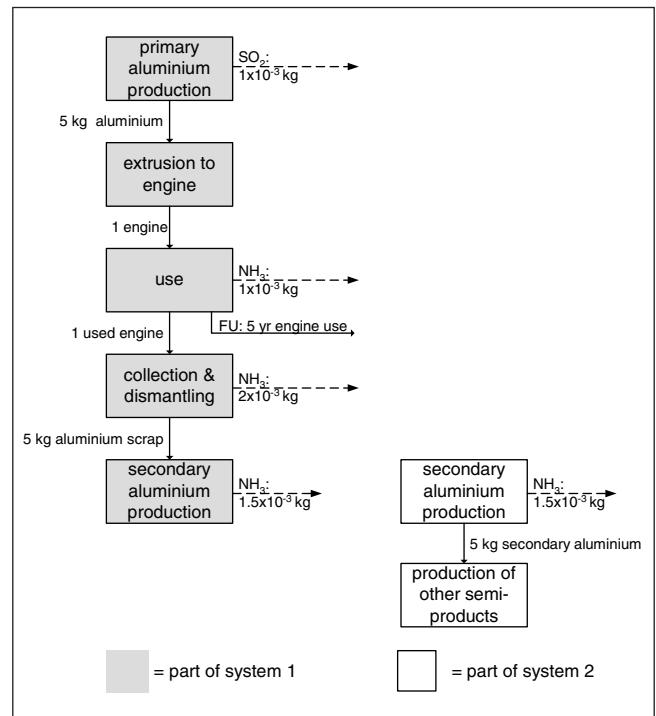 primary
aluminium
production
SO₂:
1x10⁻³ kg
5 kg aluminium
extrusion to
engine
1 engine
use
NH₃:
1x10⁻³ kg
FU: 5 yr engine use
1 used engine
collection &
dismantling
NH₃:
2x10⁻³ kg
5 kg aluminium scrap
secondary
aluminium
production
NH₃:
1.5x10⁻³ kg
secondary
aluminium
production
NH₃:
1.5x10⁻³ kg
5 kg secondary aluminium
production of
other semi-
products
= part of system 1
= part of system 2